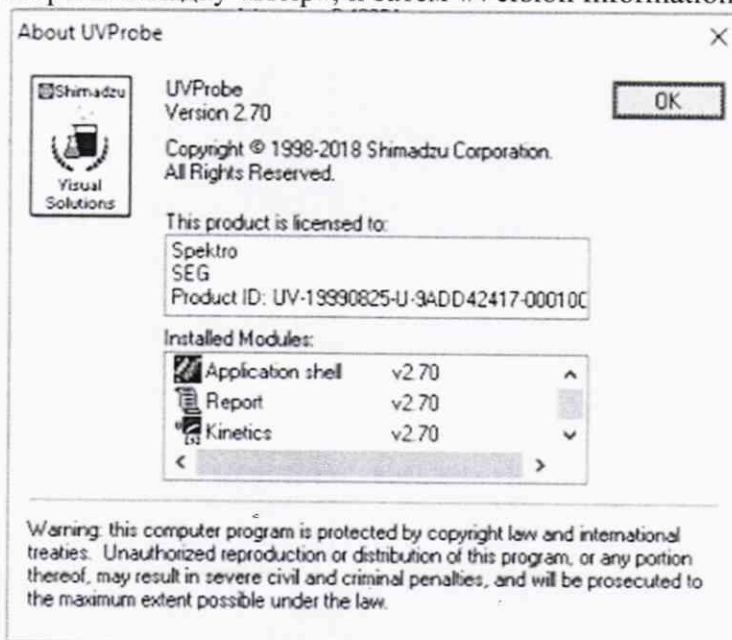 About UVProbe
Shimadzu
Visual
Solutions
UVProbe
Version 2.70
OK
Copyright © 1998-2018 Shimadzu Corporation.
All Rights Reserved.
This product is licensed to:
Spektro
SEG
Product ID: UV-19990825-U-9ADD42417-00010
Installed Modules:
Application shell v2.70
Report v2.70
Kinetics v2.70
Warning: this computer program is protected by copyright law and international
treaties. Unauthorized reproduction or distribution of this program, or any portion
thereof, may result in severe civil and criminal penalties, and will be prosecuted to
the maximum extent possible under the law.